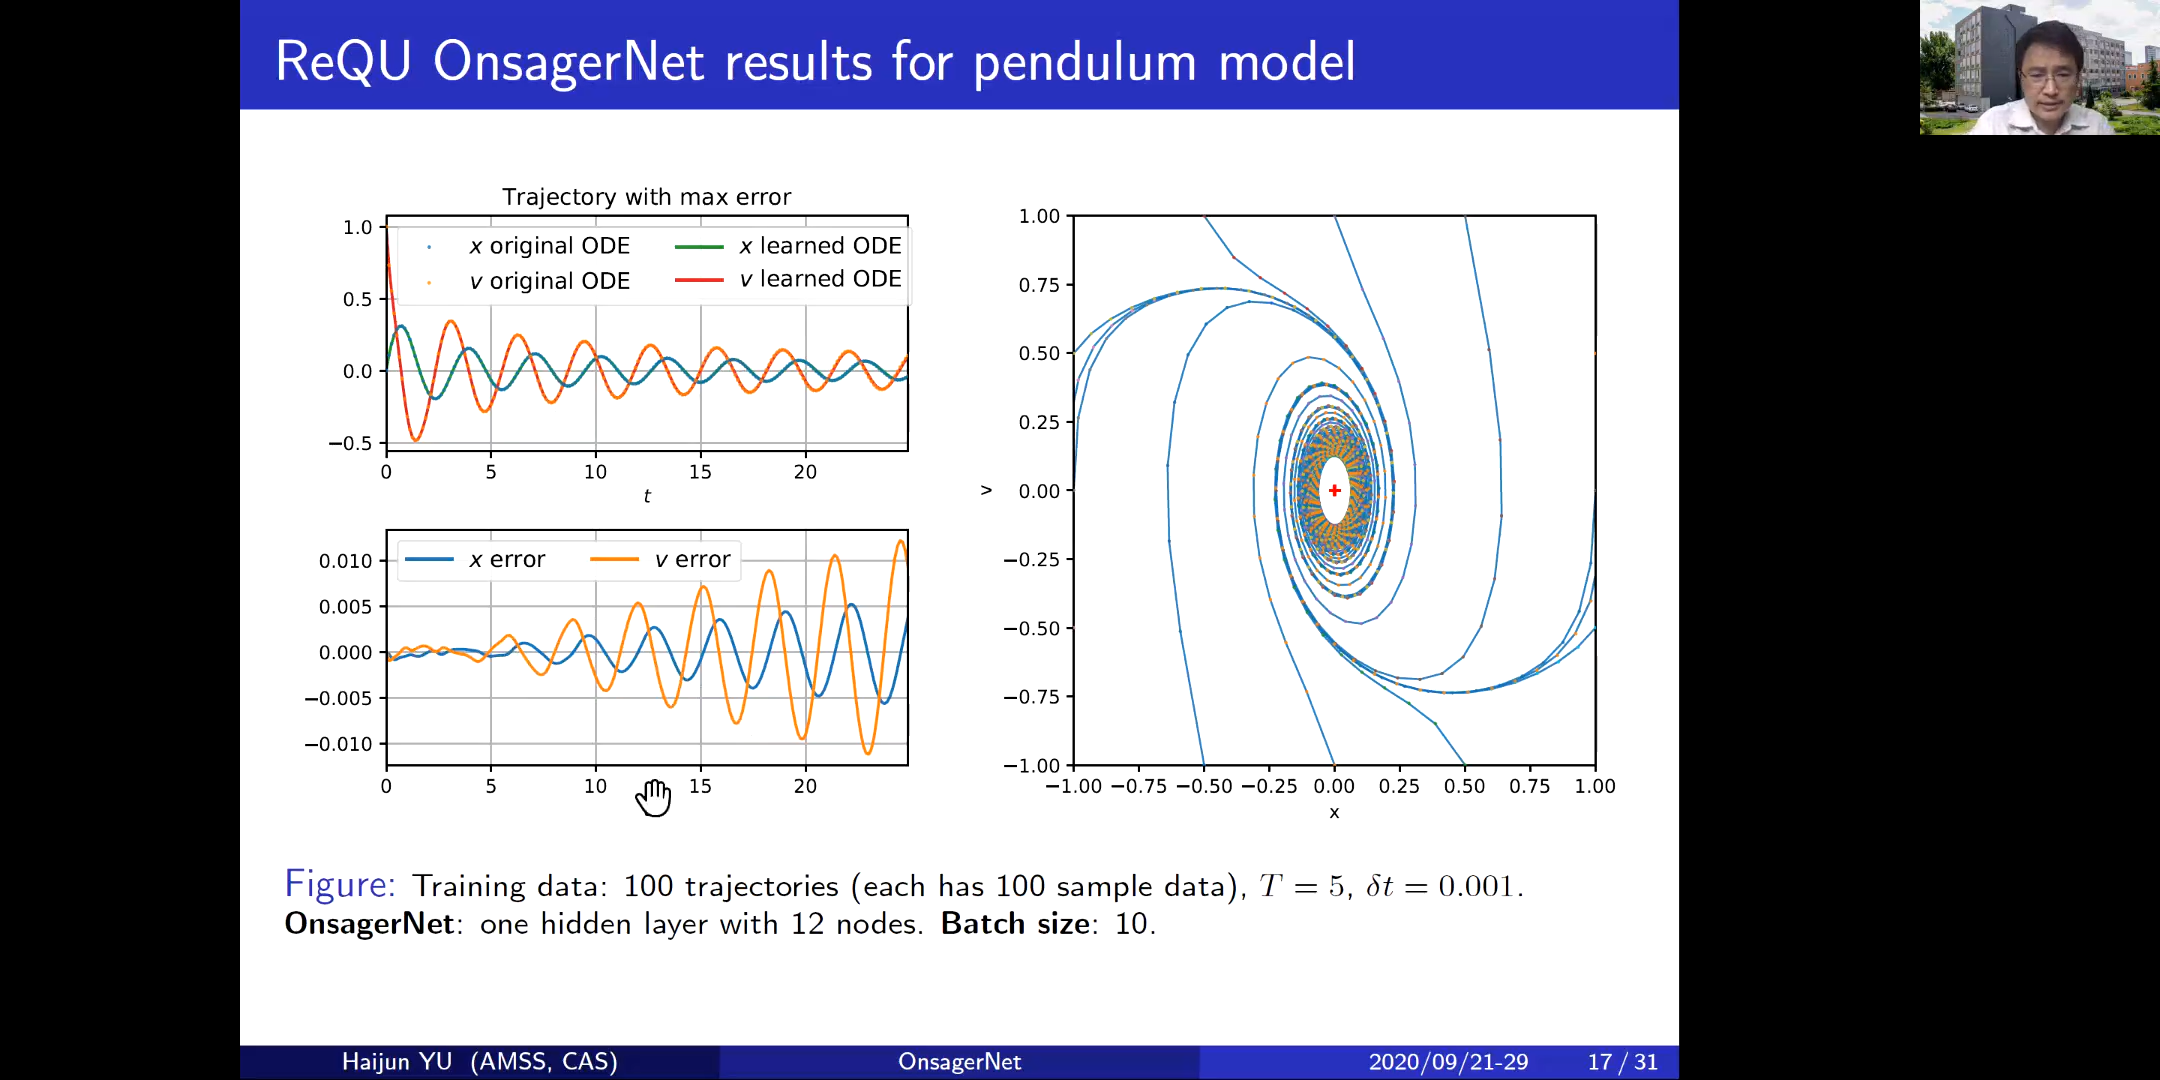 ReQU OnsagerNet results for pendulum model
Trajectory with max error
1.0
0.5
0.0
−0.5
x original ODE
v original ODE
x learned ODE
v learned ODE
0 5 10 15 20
t
0.010
0.005
0.000
−0.005
−0.010
x error
v error
0 5 10 15 20
1.00
0.75
0.50
0.25
0.00
−0.25
−0.50
−0.75
−1.00
v
−1.00 −0.75 −0.50 −0.25 0.00 0.25 0.50 0.75 1.00
x
Figure: Training data: 100 trajectories (each has 100 sample data), T = 5, δt = 0.001.
OnsagerNet: one hidden layer with 12 nodes. Batch size: 10.
Haijun YU (AMSS, CAS) OnsagerNet 2020/09/21-29 17 / 31